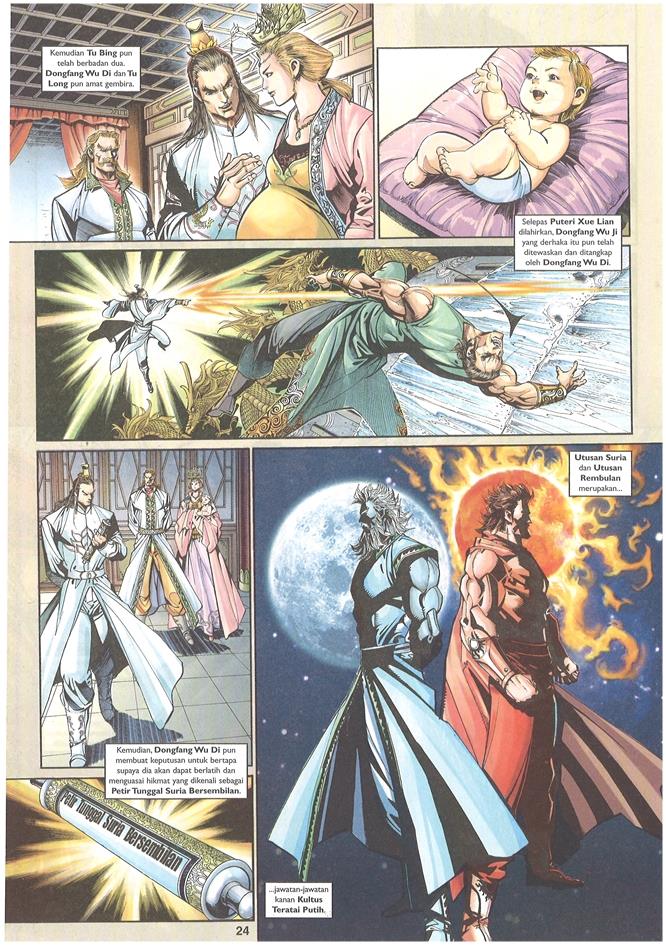 Kemudian Tu Bing pun
telah berbadan dua.
Dongfang Wu Di dan Tu
Long pun amat gembira.
Selepas Puteri Xue Lian
dilahirkan, Dongfang Wu Ji
yang derhaka itu pun telah
ditewaskan dan ditangkap
oleh Dongfang Wu Di.
Kemudian, Dongfang Wu Di pun
membuat keputusan untuk bertapa
supaya dia akan dapat berlatih dan
menguasai hikmat yang dikenali sebagai
Petir Tunggal Suria Bersembilan.
Petir Tunggal Suria Bersembilan
Utusan Suria
dan Utusan
Rembulan
merupakan...
...jawatan-jawatan
kanan Kultus
Teratai Putih.
24